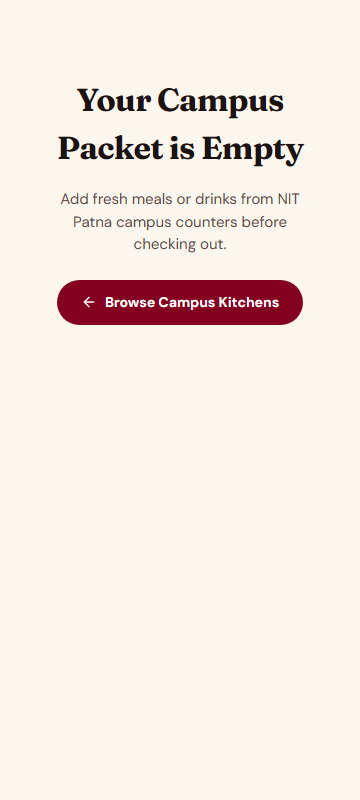 Your Campus
Packet is Empty
Add fresh meals or drinks from NIT
Patna campus counters before
checking out.
← Browse Campus Kitchens